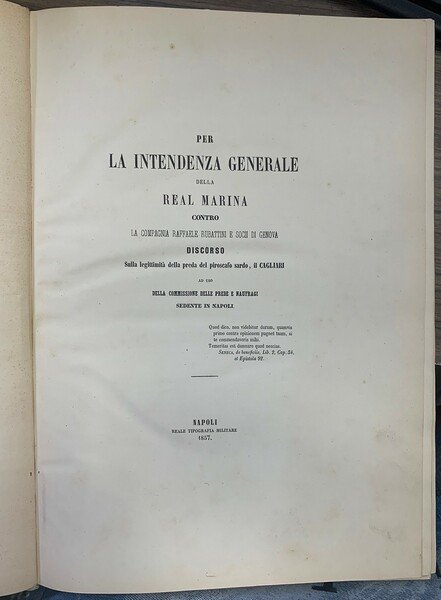 PER
LA INTENDENZA GENERALE
DELLA
REAL MARINA
CONTRO
LA COMPAGNIA RAFFAELE RUBATTINI E SOCII DI GENOVA
DISCORSO
Sulla legittimità della preda del piroscafo sardo, il CAGLIARI
AD USO
DELLA COMMISSIONE DELLE PREDE E NAUFRAGI
SEDENTE IN NAPOLI.
Quod dico, non videbitur durum, quamvis
primo contra opinionem pugnet tuam, si
te commendaveris mihi.
Temeritas est damnare quod nescias.
SENECA, de beneficiis, Lib. 2, Cap. 34,
et Epistola 92.
NAPOLI
REALE TIPOGRAFIA MILITARE
1857.